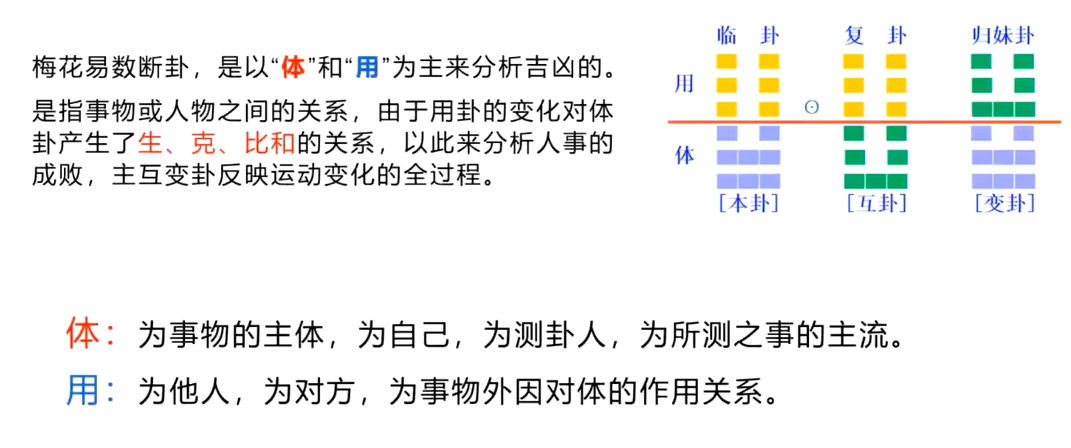 梅花易数断卦，是以“体”和“用”为主来分析吉凶的。
是指事物或人物之间的关系，由于用卦的变化对体
卦产生了生、克、比和的关系，以此来分析人事的
成败，主互变卦反映运动变化的全过程。
临 卦 复 卦 归妹卦
用
体
[本卦] [互卦] [变卦]
体：为事物的主体，为自己，为测卦人，为所测之事的主流。
用：为他人，为对方，为事物外因对体的作用关系。